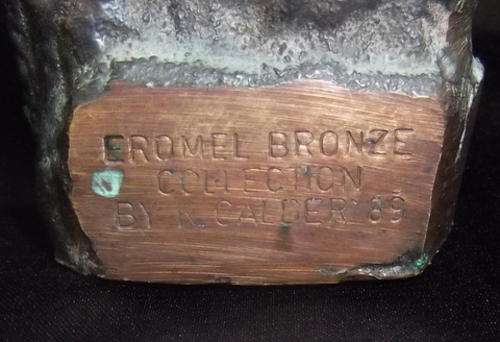 EROMEL BRONZE
COLLECTION
BY K. CALDER '89